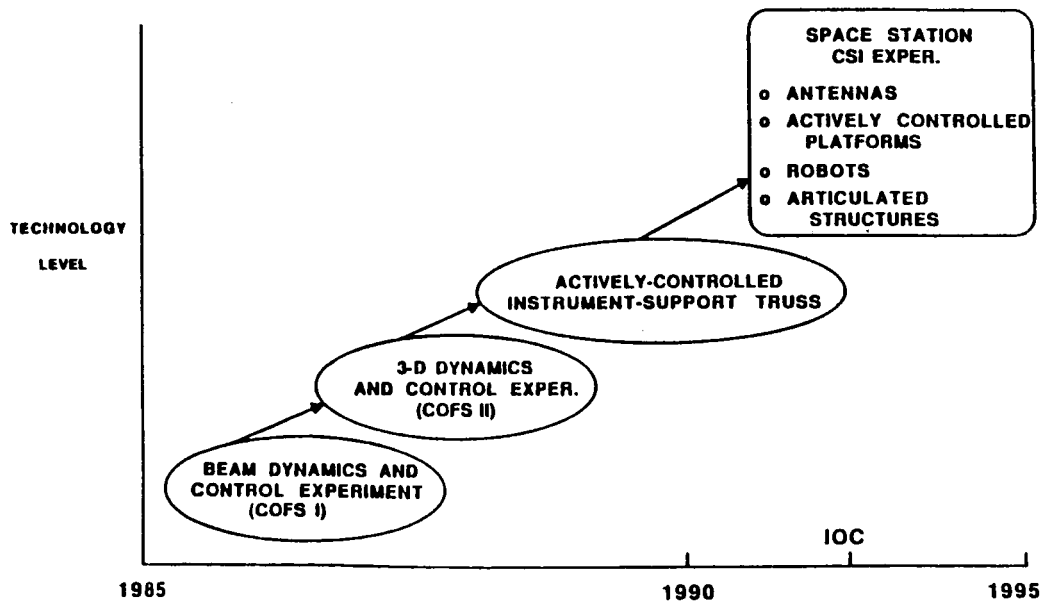 SPACE STATION
CSI EXPER.
o ANTENNAS
o ACTIVELY CONTROLLED
PLATFORMS
o ROBOTS
o ARTICULATED
STRUCTURES
TECHNOLOGY
LEVEL
ACTIVELY-CONTROLLED
INSTRUMENT-SUPPORT TRUSS
3-D DYNAMICS
AND CONTROL EXPER.
(COFS II)
BEAM DYNAMICS AND
CONTROL EXPERIMENT
(COFS I)
IOC
1985
1990
1995